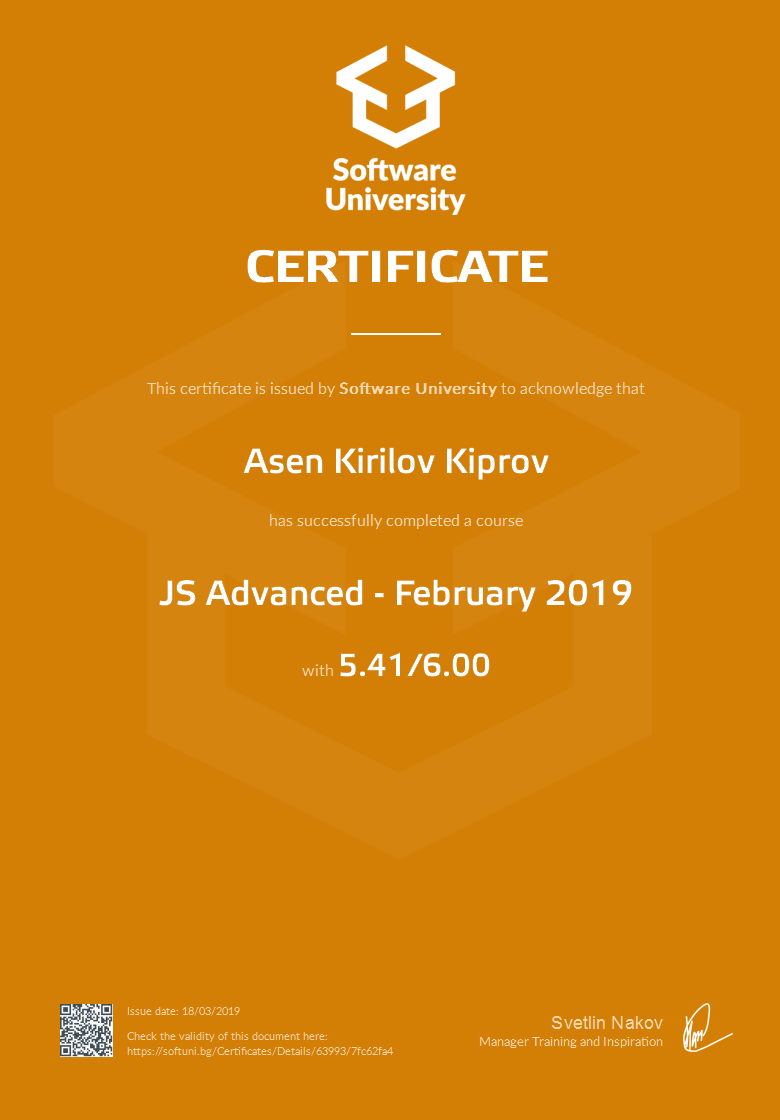 Software
University
CERTIFICATE
This certificate is issued by Software University to acknowledge that
Asen Kirilov Kiprov
has successfully completed a course
JS Advanced - February 2019
with 5.41/6.00
Issue date: 18/03/2019
Check the validity of this document here:
https://softuni.bg/Certificates/Details/63993/7fc62fa4
Svetlin Nakov
Manager Training and Inspiration